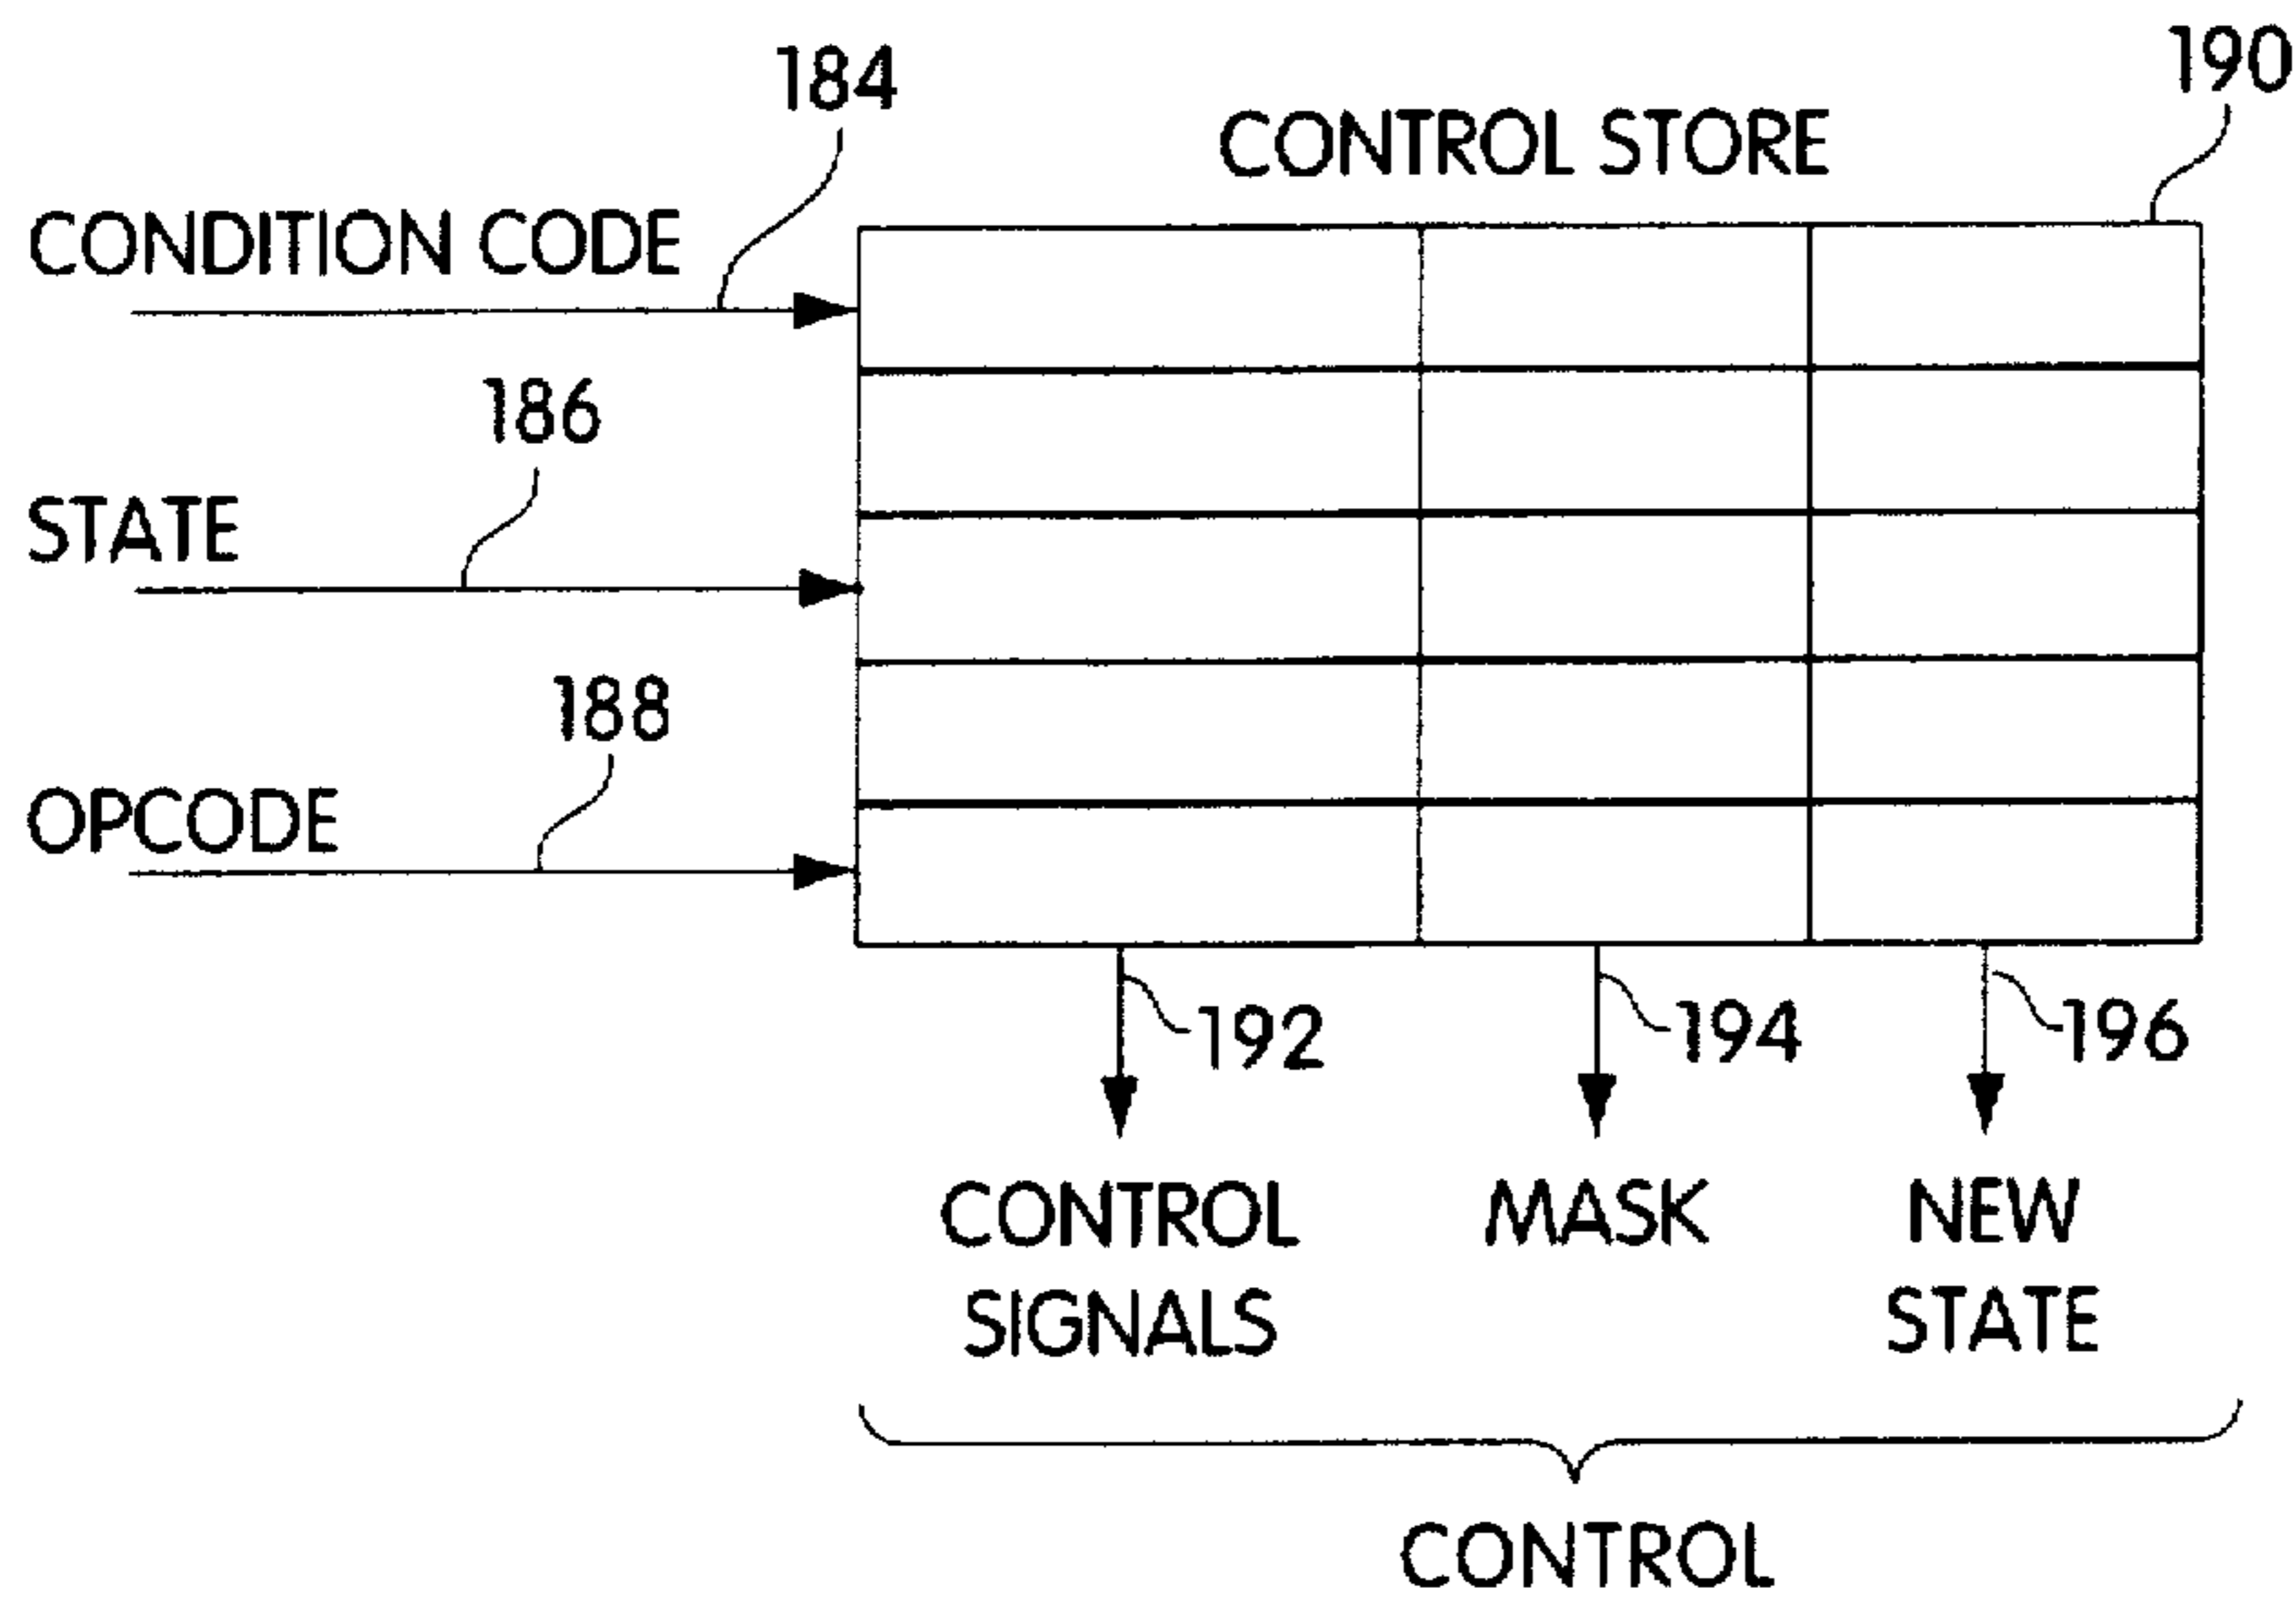 184
190
CONTROL STORE
CONDITION CODE
186
STATE
188
OPCODE
192
194
196
CONTROL
SIGNALS
MASK
NEW
STATE
CONTROL